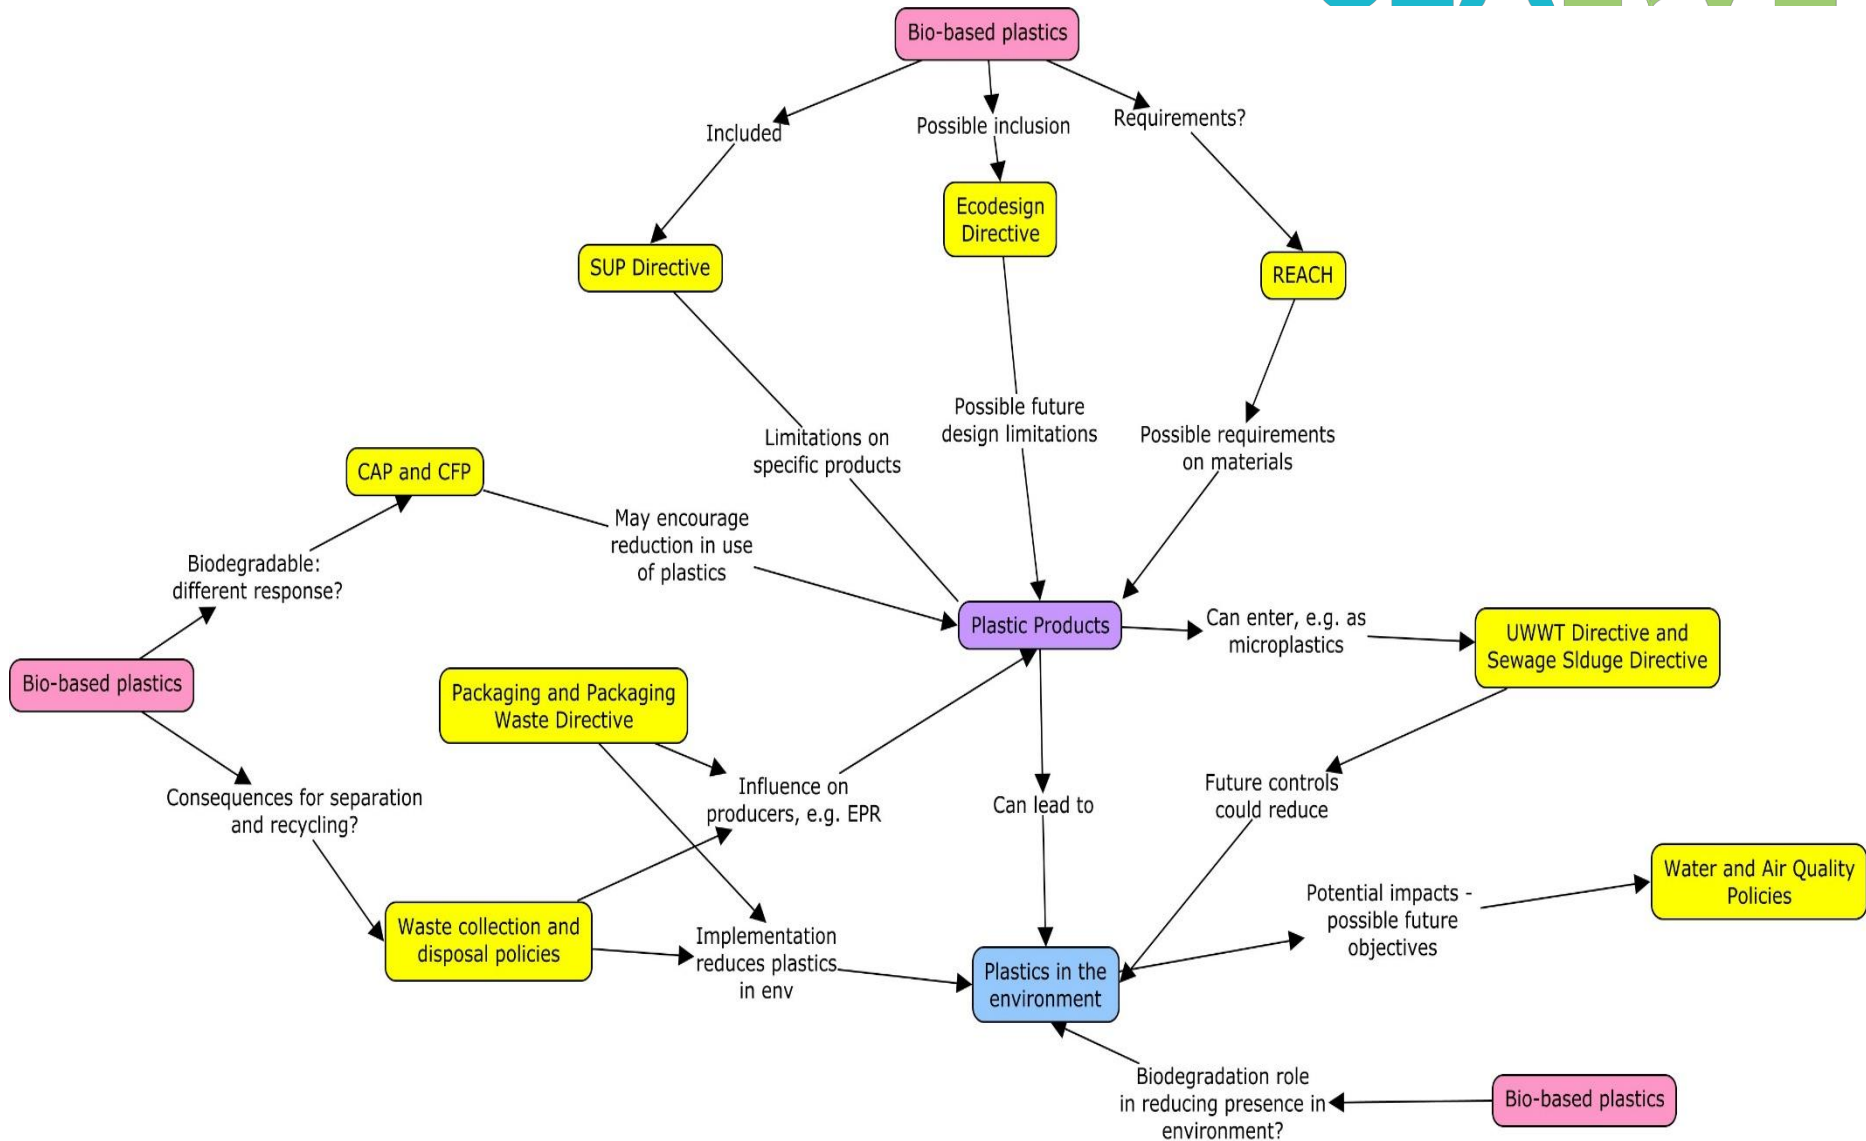 Bio-based plastics
Included
Possible inclusion
Requirements?
Ecodesign
Directive
SUP Directive
REACH
Possible future
design limitations
Limitations on
specific products
Possible requirements
on materials
CAP and CFP
May encourage
reduction in use
of plastics
Biodegradable:
different response?
Plastic Products
Can enter, e.g. as
microplastics
UWWT Directive and
Sewage Slduge Directive
Bio-based plastics
Packaging and Packaging
Waste Directive
Consequences for separation
and recycling?
Influence on
producers, e.g. EPR
Can lead to
Future controls
could reduce
Water and Air Quality
Policies
Potential impacts -
possible future
objectives
Waste collection and
disposal policies
Implementation
reduces plastics
in env
Plastics in the
environment
Biodegradation role
in reducing presence in
environment?
Bio-based plastics